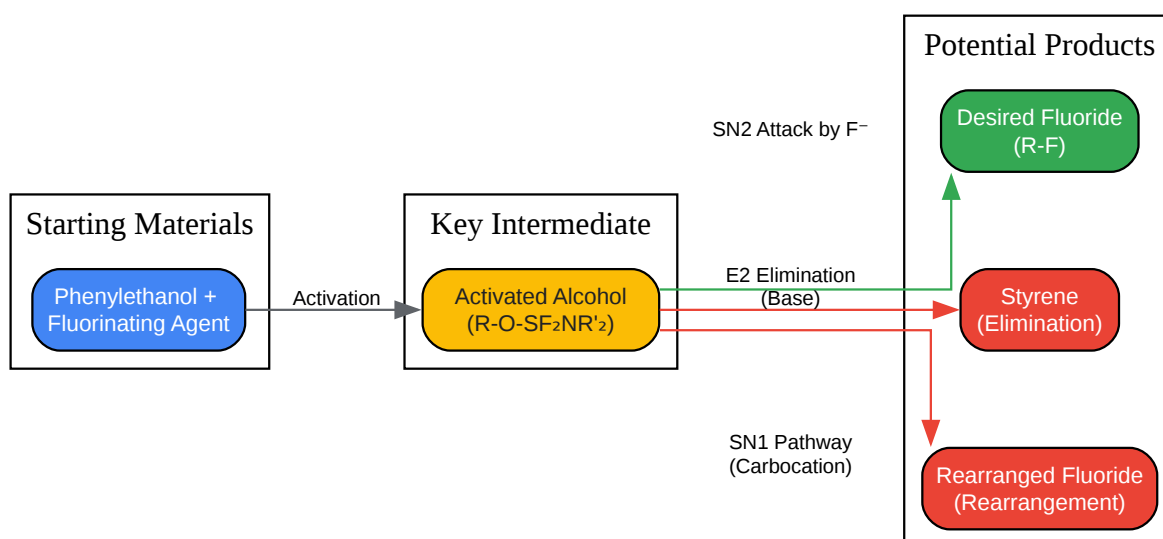 Starting Materials
Phenylethanol +
Fluorinating Agent
Activation
Key Intermediate
Activated Alcohol
(R-O-SF₂NR'₂)
SN2 Attack by F⁻
E2 Elimination
(Base)
SN1 Pathway
(Carbocation)
Potential Products
Desired Fluoride
(R-F)
Styrene
(Elimination)
Rearranged Fluoride
(Rearrangement)